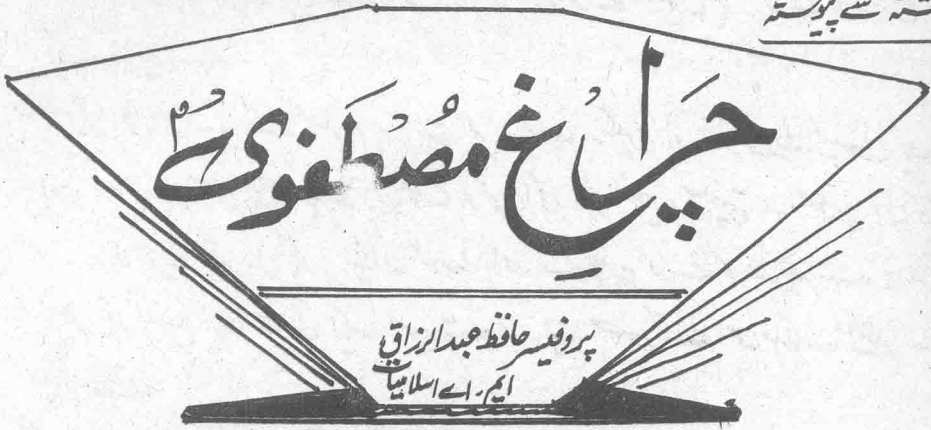 سے پیوستہ
چراغِ مصطفوی ؐ
پروفیسر حافظ عبدالرزاق
ایم اے اسلامیات